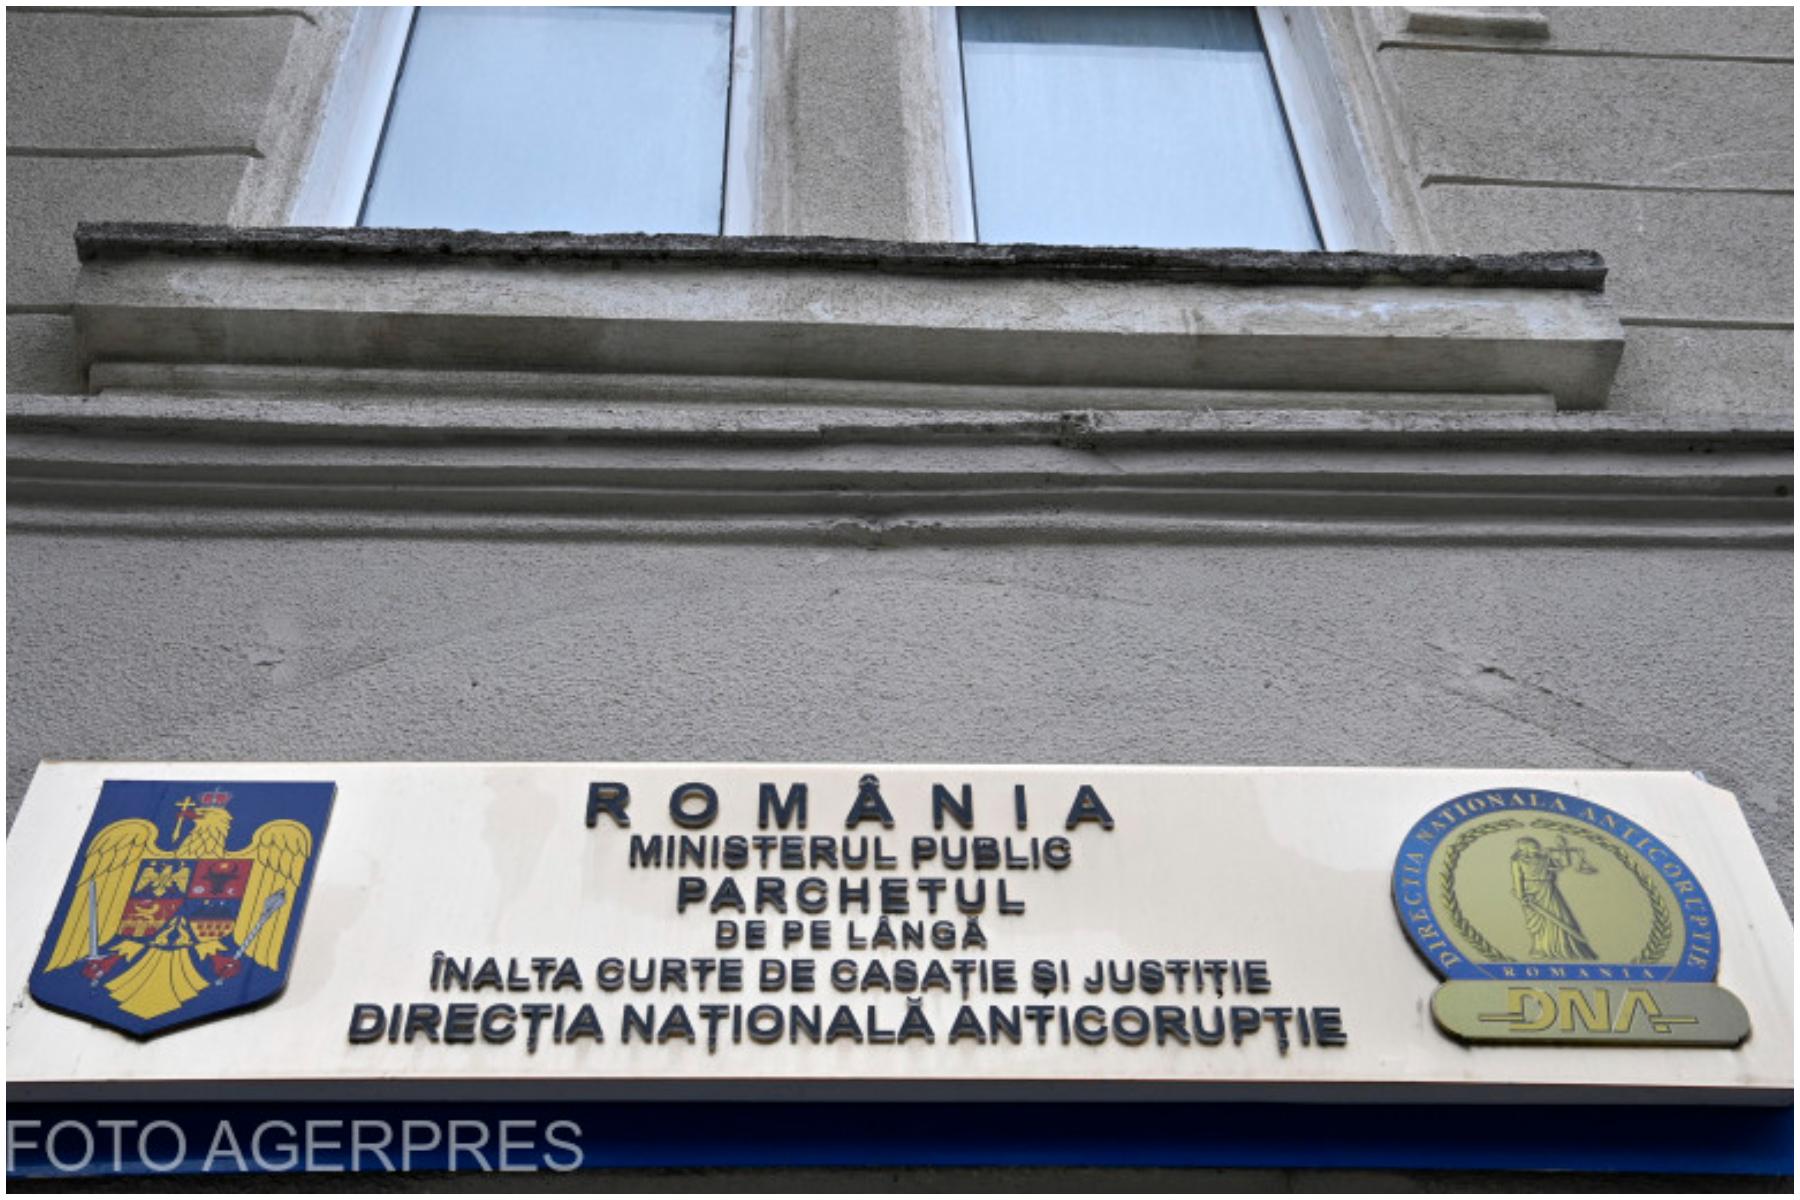 ROMÂNIA
MINISTERUL PUBLIC
PARCHETUL
DE PE LÂNGĂ
ÎNALTA CURTE DE CASAȚIE ȘI JUSTIȚIE
DIRECȚIA NAȚIONALĂ ANTICORUPȚIE
DIRECTIA NATIONALA ANTICORUPTIE
ROMANIA
DNA
FOTO AGERPRES